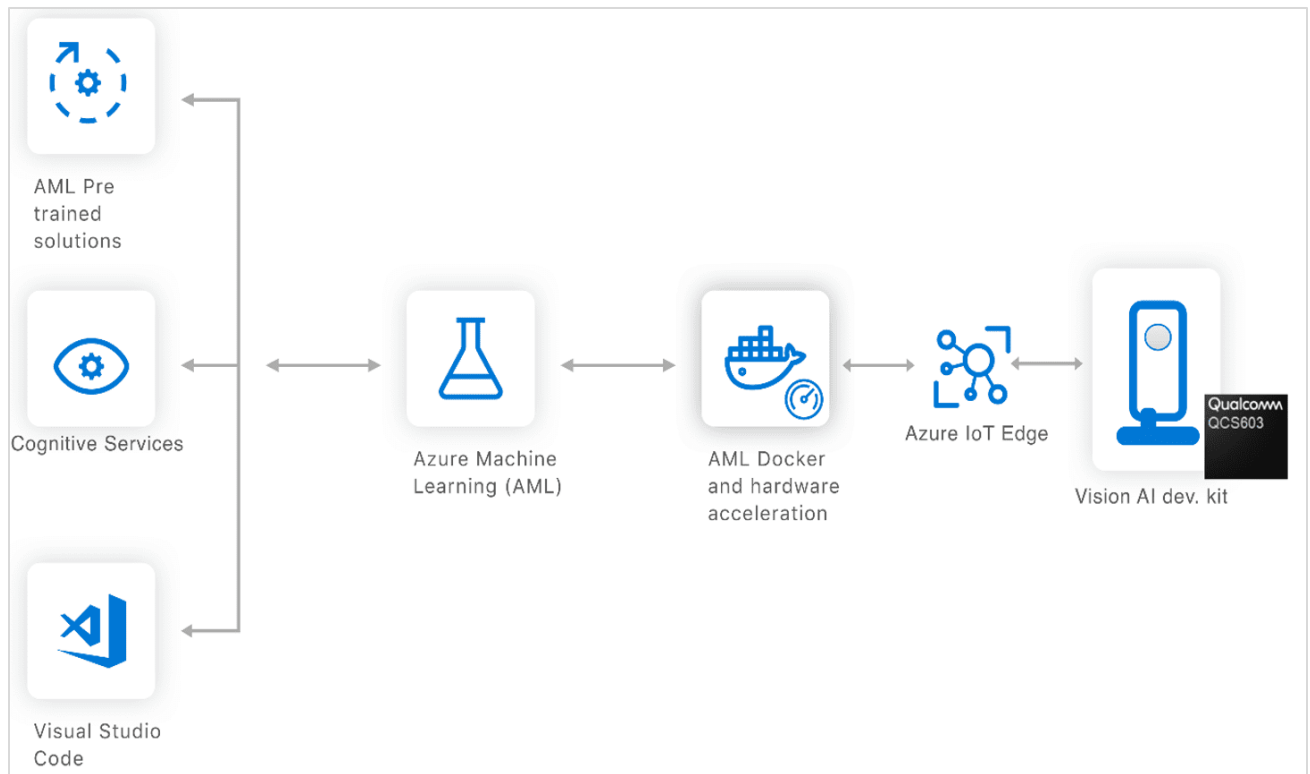 AML Pre
trained
solutions
Cognitive Services
Visual Studio
Code
Azure Machine
Learning (AML)
AML Docker
and hardware
acceleration
Azure IoT Edge
Qualcomm
QCS603
Vision AI dev. kit